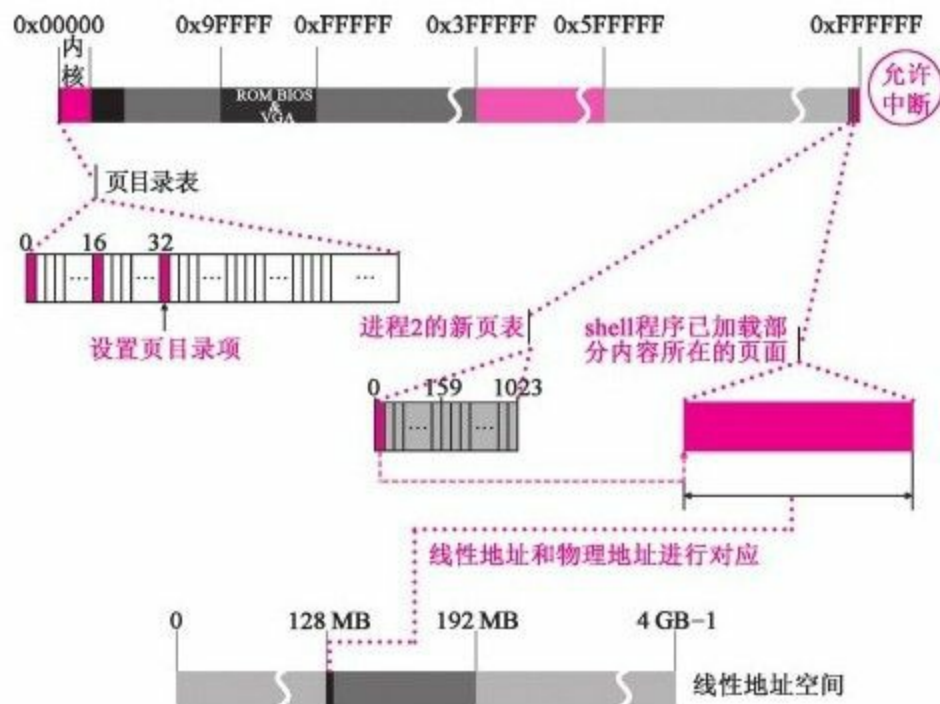 0x00000 0x9FFFF 0xFFFFF 0x3FFFFF 0x5FFFFF 0xFFFFFF
内核
ROM BIOS
&
VGA
允许
中断
页目录表
0 16 32
... ... ... ... ...
设置页目录项
进程2的新页表
shell程序已加载部
分内容所在的页面
0 159 1023
... ...
线性地址和物理地址进行对应
0 128 MB 192 MB 4 GB-1
线性地址空间